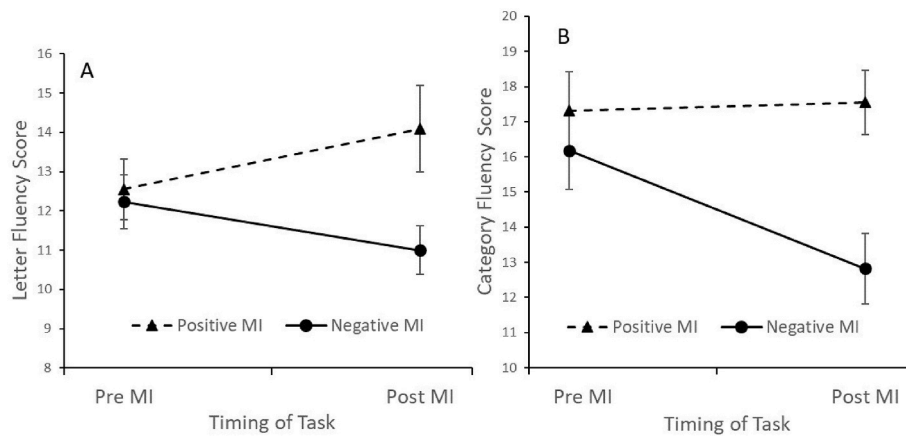 A
Letter Fluency Score
16
15
14
13
12
11
10
9
8
Positive MI Negative MI
Pre MI Post MI
Timing of Task
B
Category Fluency Score
20
19
18
17
16
15
14
13
12
11
10
Positive MI Negative MI
Pre MI Post MI
Timing of Task